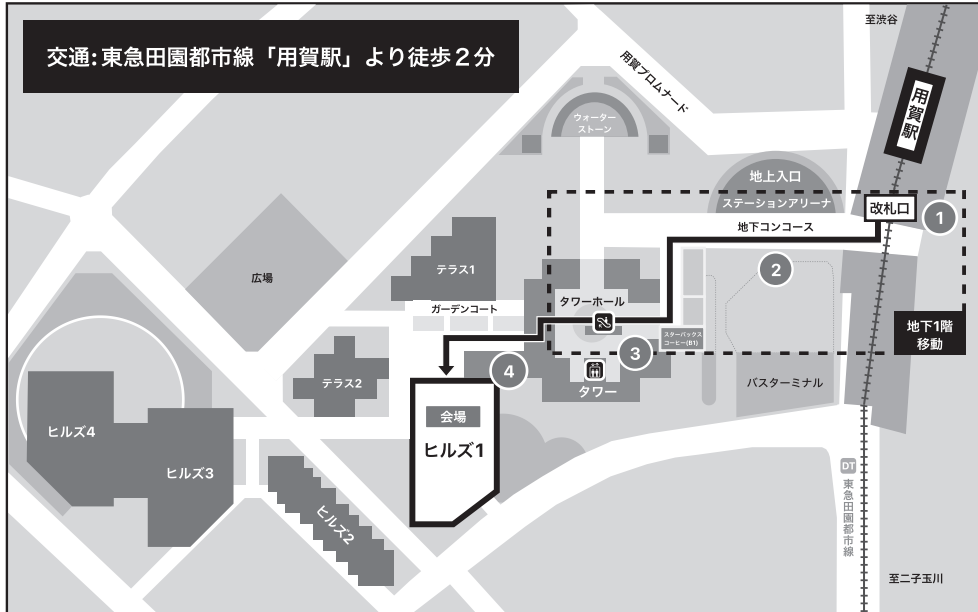 交通:東急田園都市線「用賀駅」より徒歩2分
至渋谷
用賀プロムナード
用賀駅
ウォーター
ストーン
地上入口
ステーションアリーナ
改札口
1
地下コンコース
2
テラス1
広場
ガーデンコート
タワーホール
スターバックス
コーヒー(B1)
地下1階
移動
3
4
タワー
バスターミナル
テラス2
会場
ヒルズ1
ヒルズ4
ヒルズ3
ヒルズ2
DT
東急田園都市線
至二子玉川